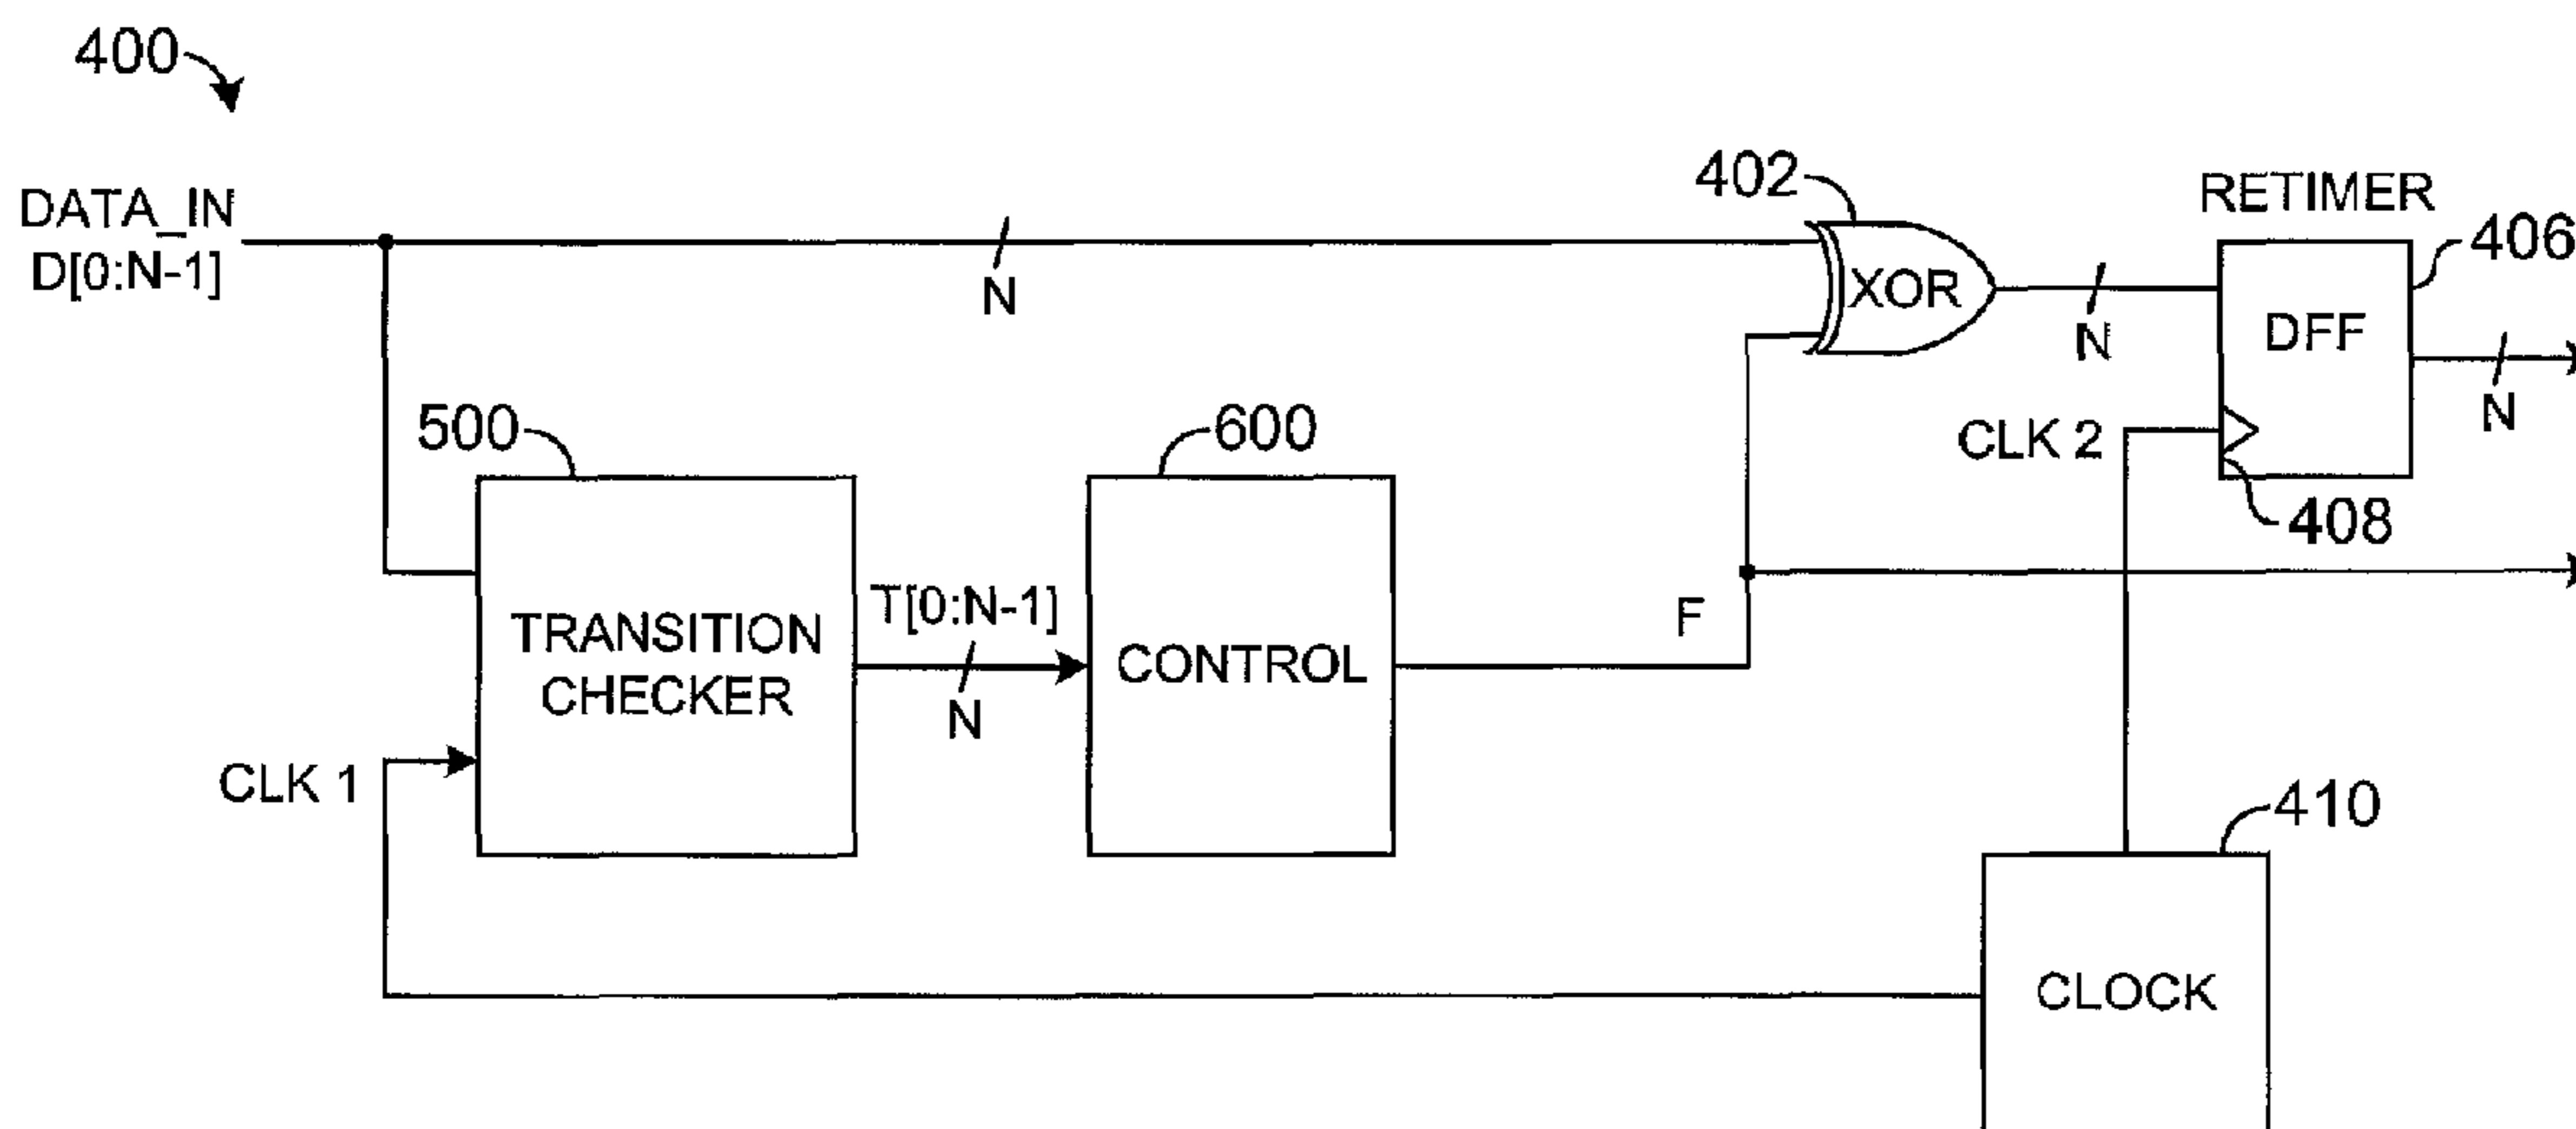 400
402
RETIMER
DATA_IN
D[0:N-1]
406
XOR
N
N
DFF
N
500
600
CLK 2
408
T[0:N-1]
F
TRANSITION
CHECKER
CONTROL
N
CLK 1
410
CLOCK